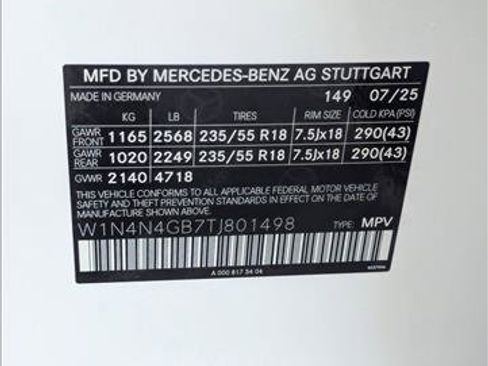 MFD BY MERCEDES-BENZ AG STUTTGART
MADE IN GERMANY 149 07/25
KG LB TIRES RIM SIZE COLD KPA(PSI)
GAWR FRONT 1165 2568 235/55 R18 7.5Jx18 290(43)
GAWR REAR 1020 2249 235/55 R18 7.5Jx18 290(43)
GVWR 2140 4718
THIS VEHICLE CONFORMS TO ALL APPLICABLE FEDERAL MOTOR VEHICLE
SAFETY AND THEFT PREVENTION STANDARDS IN EFFECT ON THE DATE OF
MANUFACTURE SHOWN ABOVE.
W1N4N4GB7TJ801498 TYPE: MPV
A 000 817 56 04